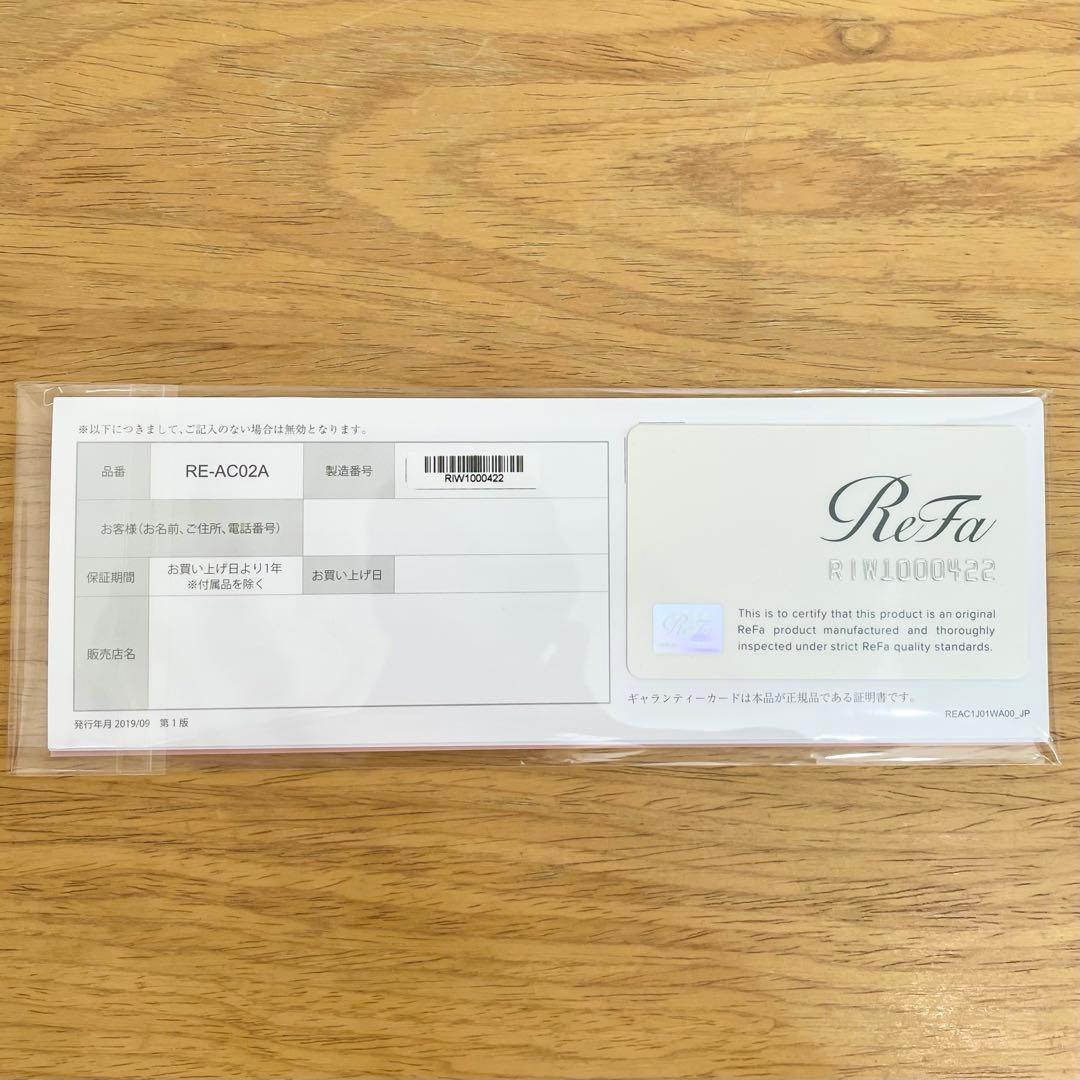 ※以下につきまして、ご記入のない場合は無効となります。
品番
RE-AC02A
製造番号
RIW1000422
お客様(お名前、ご住所、電話番号)
保証期間
お買い上げ日より1年
※付属品を除く
お買い上げ日
販売店名
発行年月 2019/09 第1版
ReFa
RIW1000422
ReFa
This is to certify that this product is an original
ReFa product manufactured and thoroughly
inspected under strict ReFa quality standards.
ギャランティーカードは本品が正規品である証明書です。
REAC1J01WA00_JP